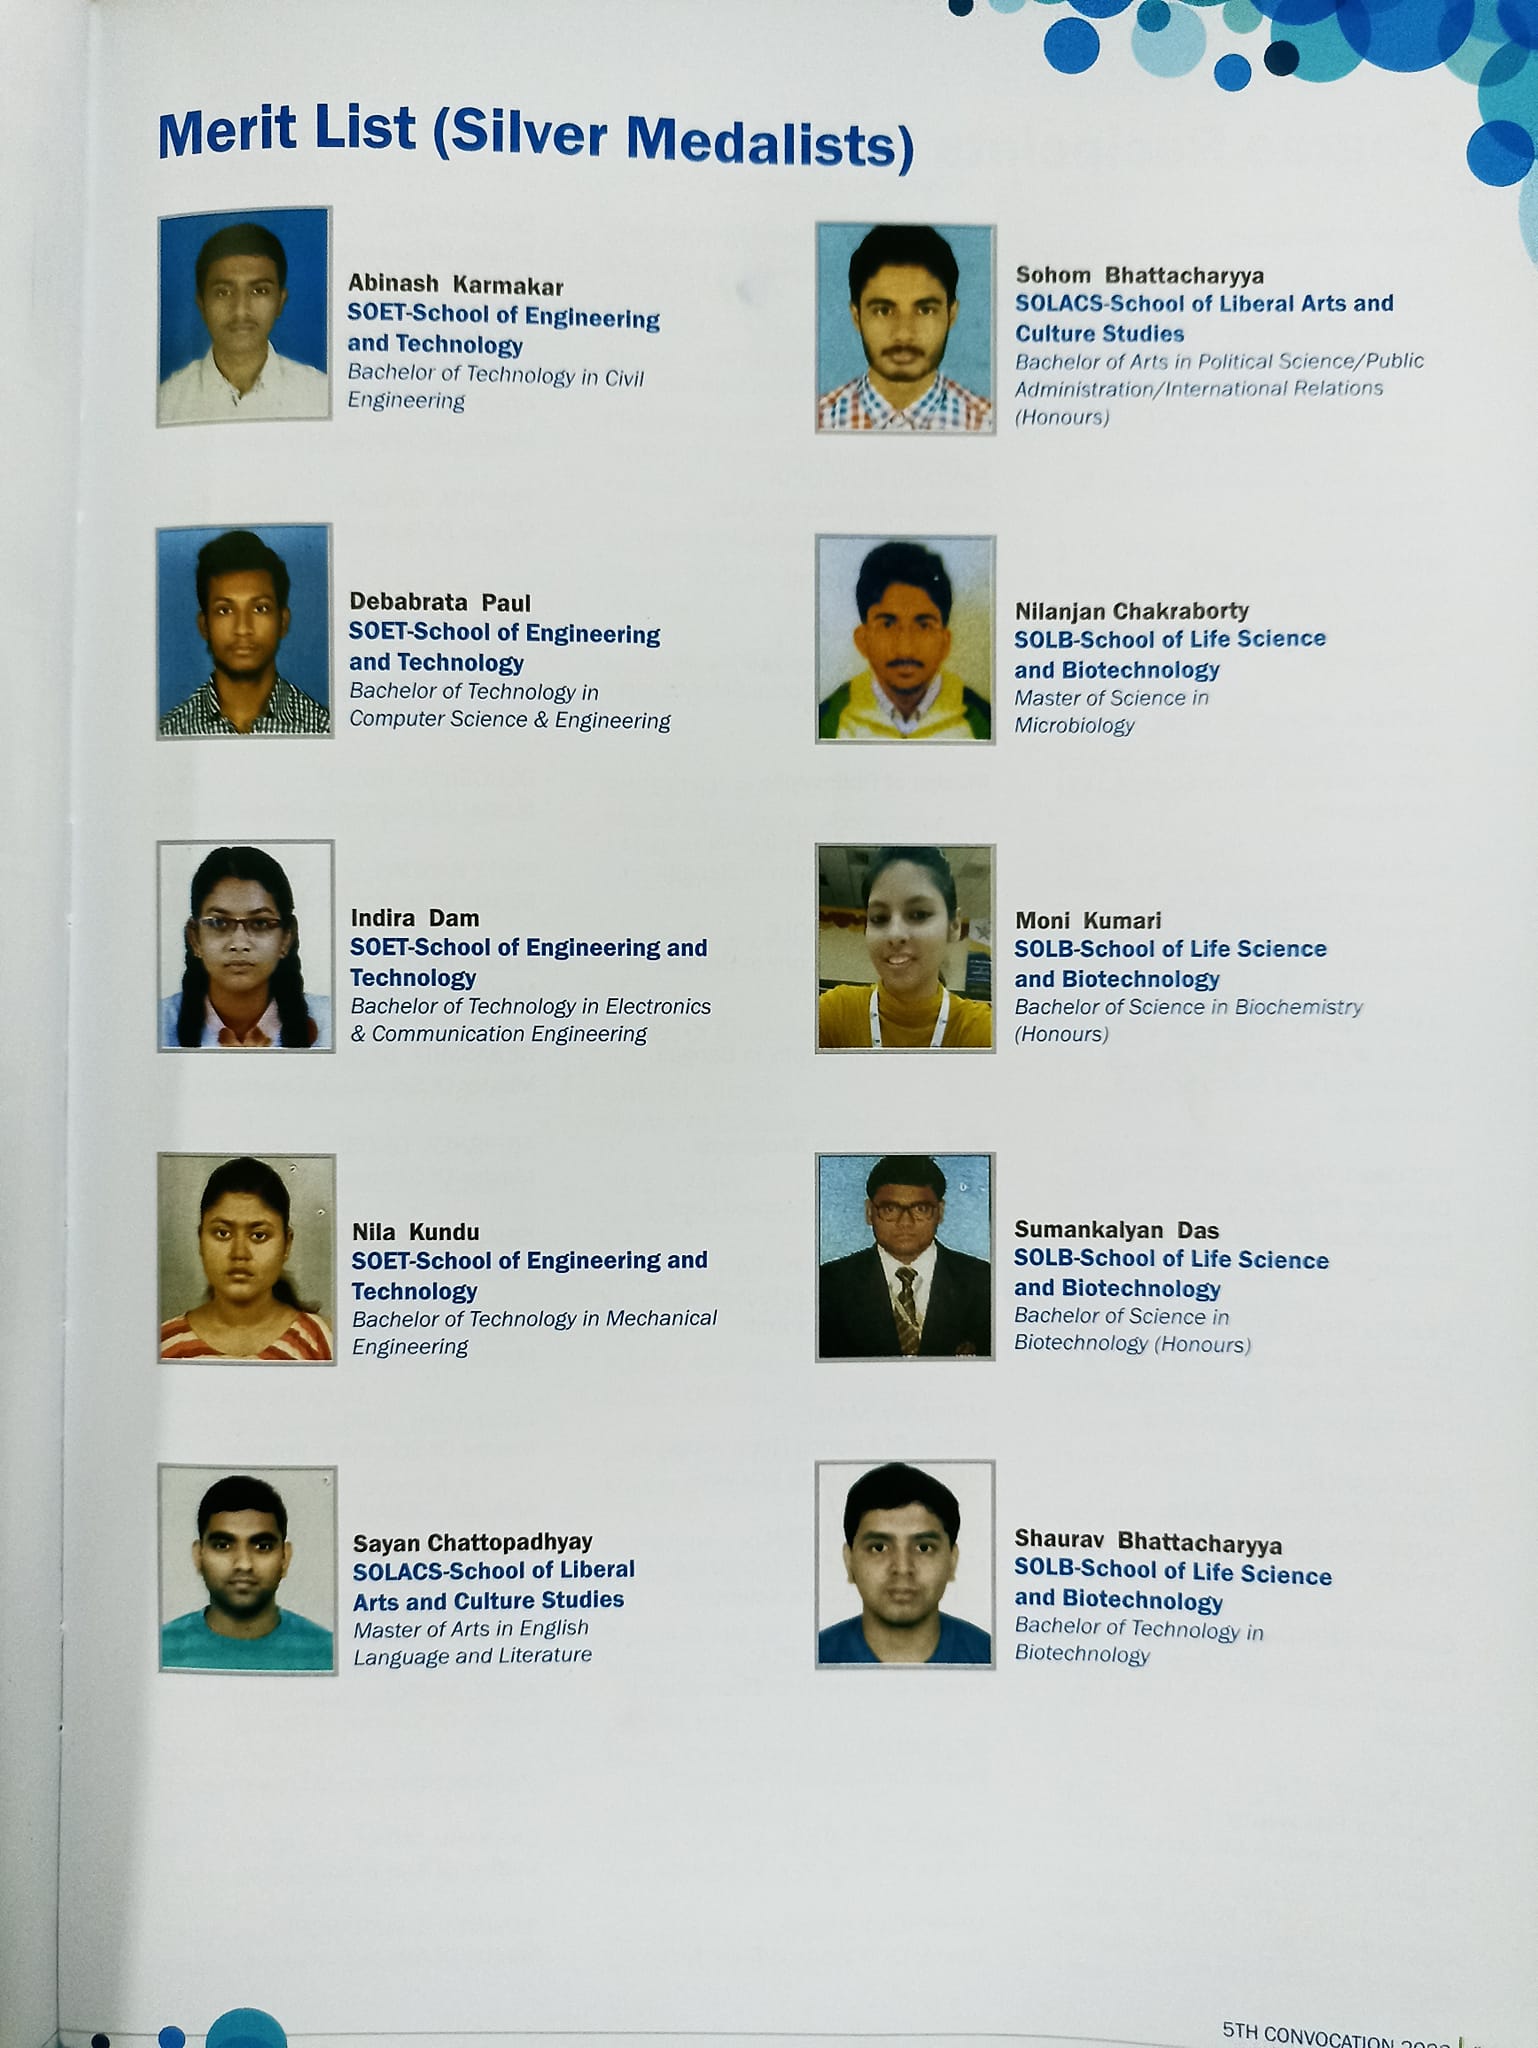 Merit List (Silver Medalists)
Abinash Karmakar
SOET-School of Engineering
and Technology
Bachelor of Technology in Civil
Engineering
Debabrata Paul
SOET-School of Engineering
and Technology
Bachelor of Technology in
Computer Science & Engineering
Indira Dam
SOET-School of Engineering and
Technology
Bachelor of Technology in Electronics
& Communication Engineering
Nila Kundu
SOET-School of Engineering and
Technology
Bachelor of Technology in Mechanical
Engineering
Sayan Chattopadhyay
SOLACS-School of Liberal
Arts and Culture Studies
Master of Arts in English
Language and Literature
Sohom Bhattacharyya
SOLACS-School of Liberal Arts and
Culture Studies
Bachelor of Arts in Political Science/Public
Administration/International Relations
(Honours)
Nilanjan Chakraborty
SOLB-School of Life Science
and Biotechnology
Master of Science in
Microbiology
Moni Kumari
SOLB-School of Life Science
and Biotechnology
Bachelor of Science in Biochemistry
(Honours)
Sumankalyan Das
SOLB-School of Life Science
and Biotechnology
Bachelor of Science in
Biotechnology (Honours)
Shaurav Bhattacharyya
SOLB-School of Life Science
and Biotechnology
Bachelor of Technology in
Biotechnology
5TH CONVOCATION